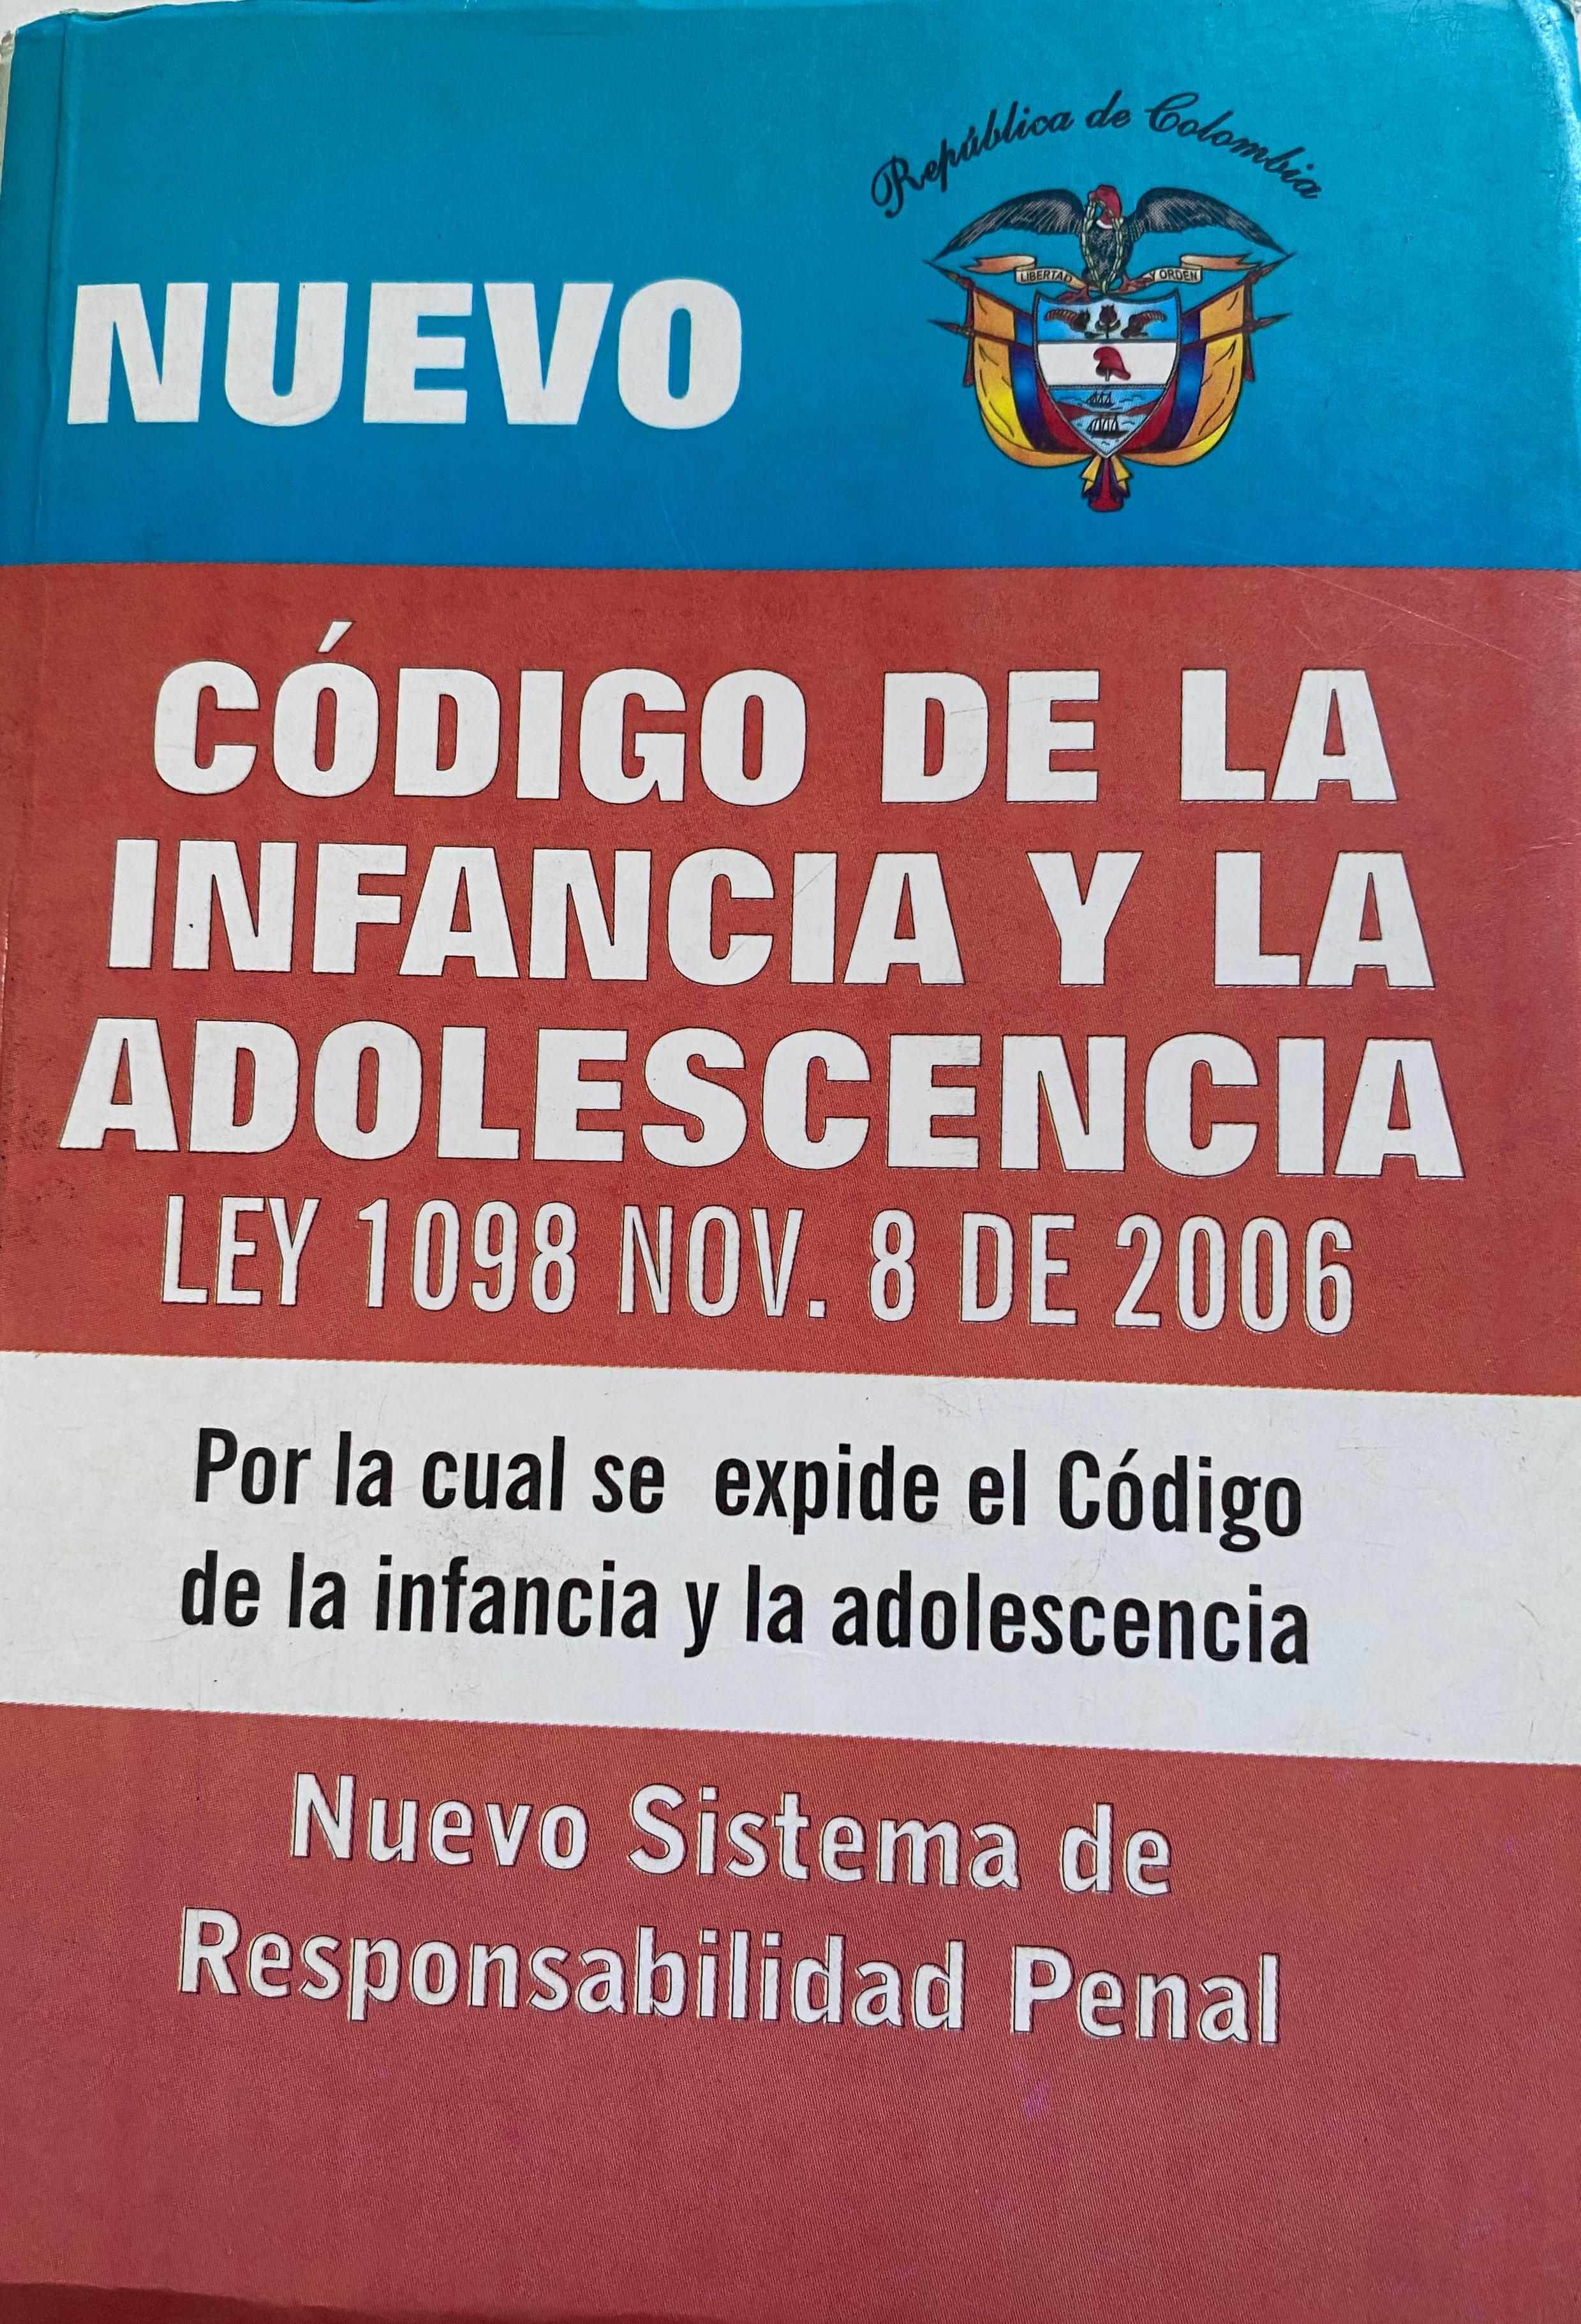 República de Colombia
LIBERTAD Y ORDEN
NUEVO
CÓDIGO DE LA
INFANCIA Y LA
ADOLESCENCIA
LEY 1098 NOV. 8 DE 2006
Por la cual se expide el Código
de la infancia y la adolescencia
Nuevo Sistema de
Responsabilidad Penal